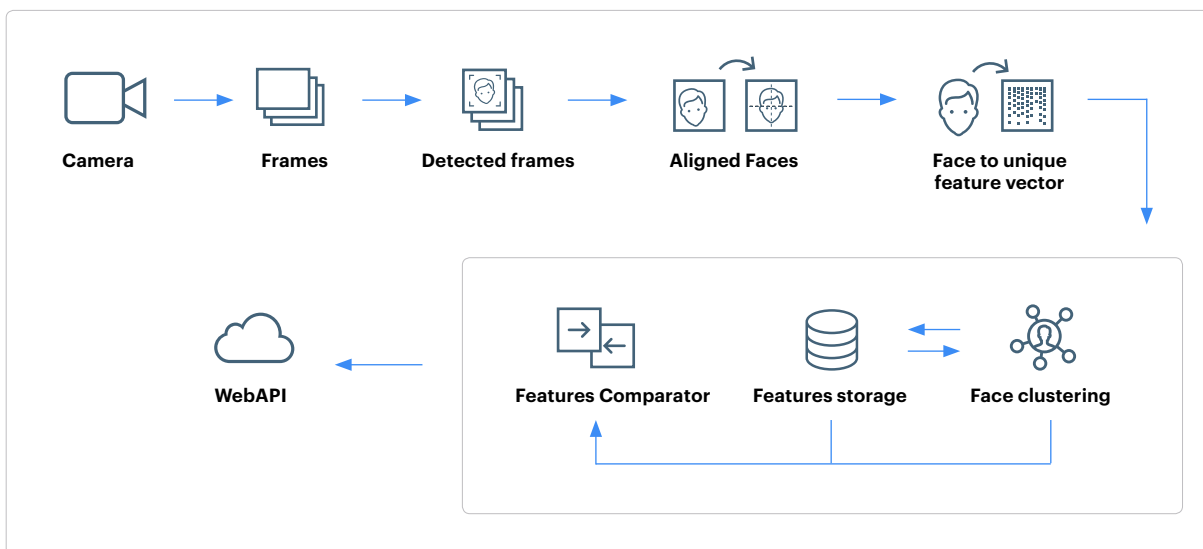 Camera
Frames
Detected frames
Aligned Faces
Face to unique
feature vector
WebAPI
Features Comparator
Features storage
Face clustering